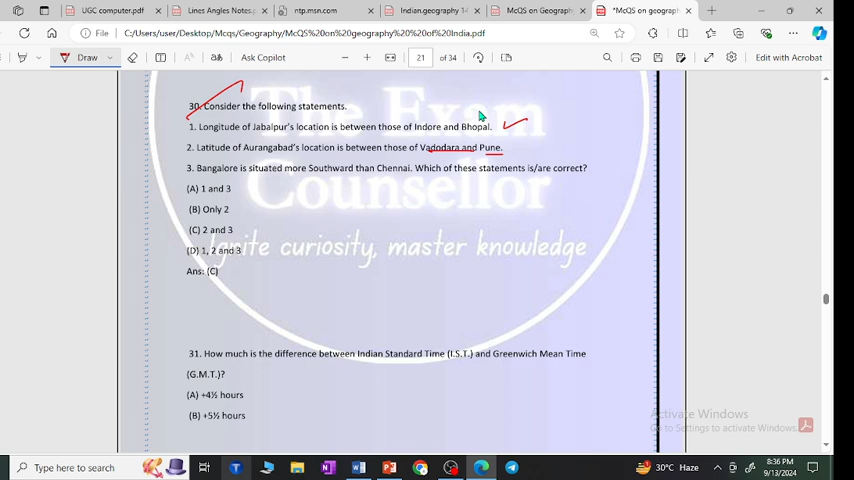 UGC computer.pdf
Lines Angles Notes.p
ntp.msn.com
Indian.geography 14
McQS on Geography
*McQS on geograph
File
C:/Users/user/Desktop/Mcqs/Geography/McQS%20on%20geography%20%20of%20India.pdf
Draw
Ask Copilot
21
of 34
Edit with Acrobat
The Exam
Counsellor
Ignite curiosity, master knowledge
30. Consider the following statements.
1. Longitude of Jabalpur's location is between those of Indore and Bhopal.
2. Latitude of Aurangabad's location is between those of Vadodara and Pune.
3. Bangalore is situated more Southward than Chennai. Which of these statements is/are correct?
(A) 1 and 3
(B) Only 2
(C) 2 and 3
(D) 1, 2 and 3
Ans: (C)
31. How much is the difference between Indian Standard Time (I.S.T.) and Greenwich Mean Time
(G.M.T.)?
(A) +4½ hours
(B) +5½ hours
Activate Windows
Go to Settings to activate Windows.
Type here to search
30°C Haze
8:36 PM
9/13/2024